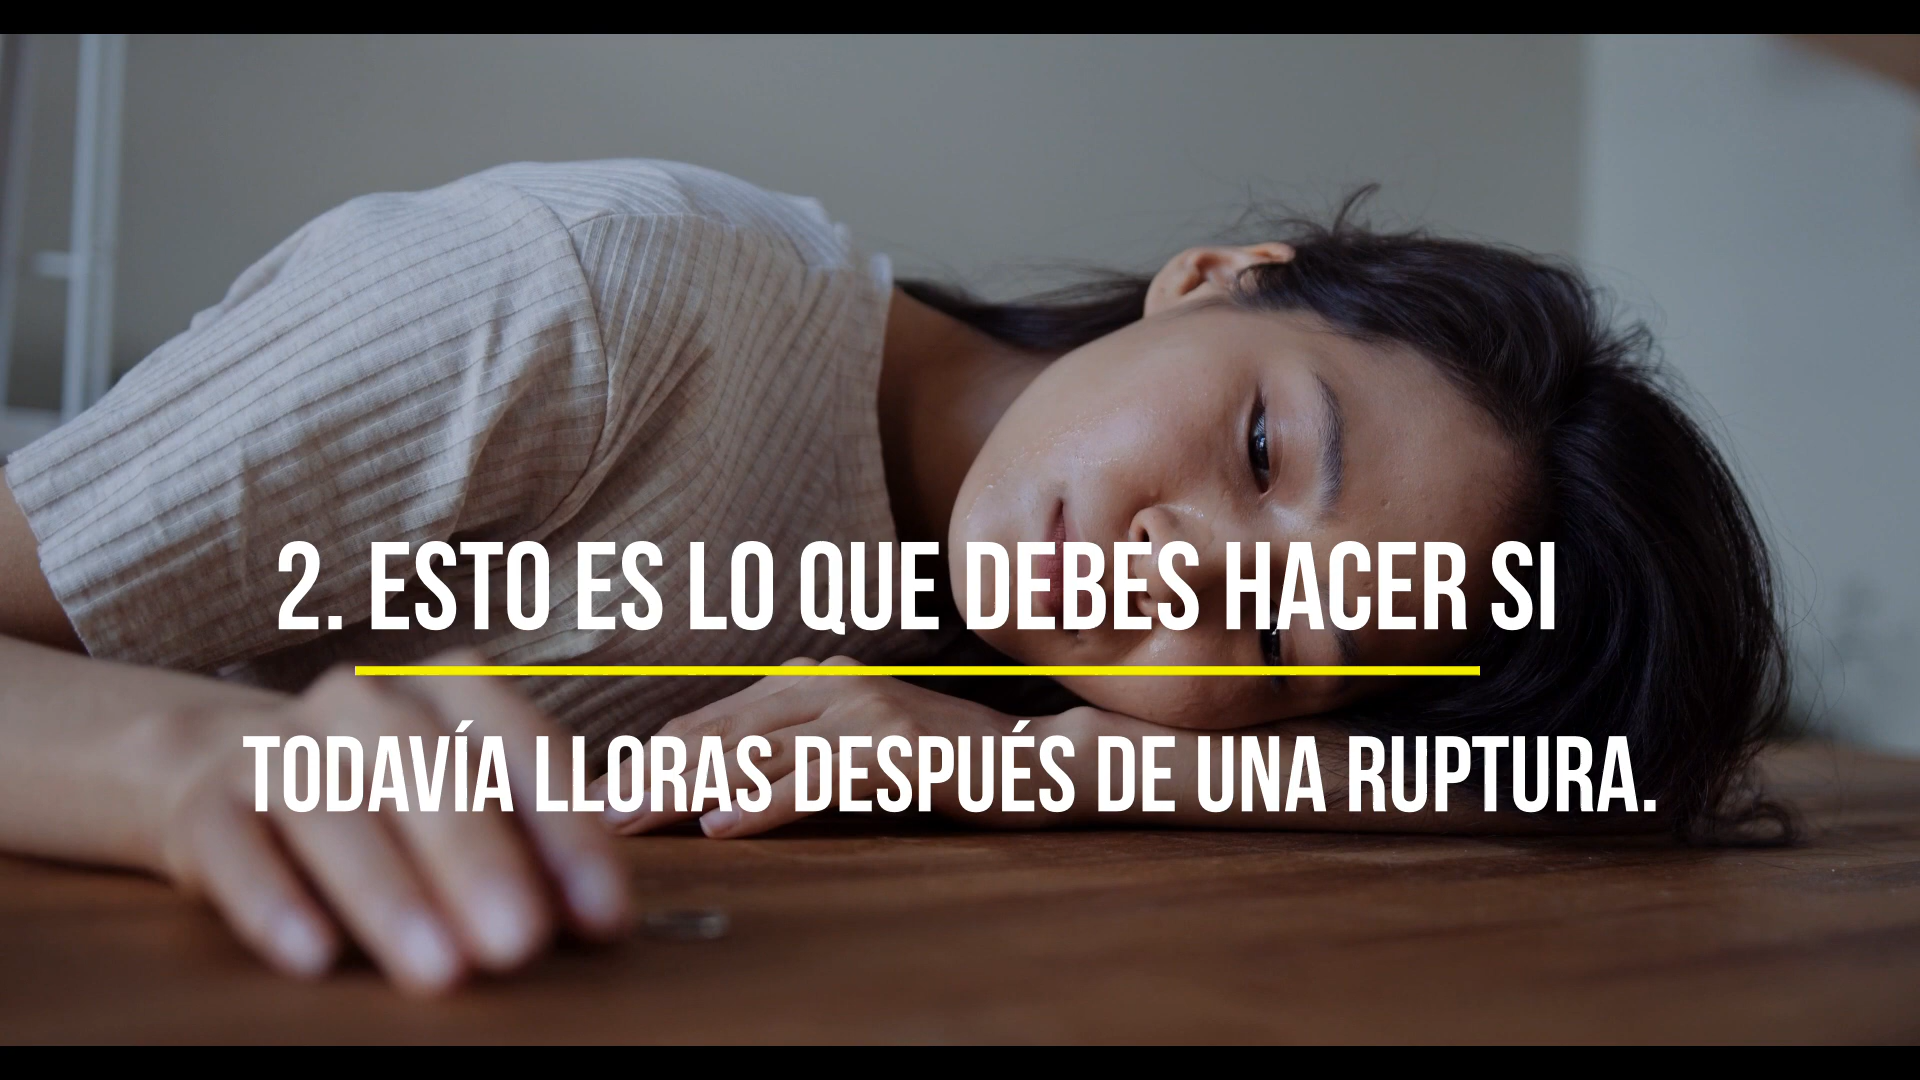 2. ESTO ES LO QUE DEBES HACER SI
TODAVÍA LLORAS DESPUÉS DE UNA RUPTURA.